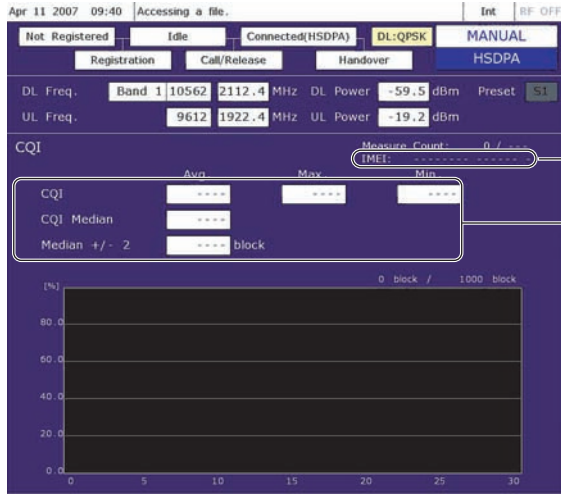 Apr 11 2007 09:40 Accessing a file. Int RF OFF
Not Registered Idle Connected(HSDPA) DL:QPSK MANUAL
Registration Call/Release Handover HSDPA
DL Freq. Band 1 10562 2112.4 MHz DL Power -59.5 dBm Preset S1
UL Freq. 9612 1922.4 MHz UL Power -19.2 dBm
CQI Measure Count: 0 / ---
IMEI: -------- ------ -
Avg. Max. Min.
CQI ---- ---- ----
CQI Median ----
Median +/- 2 ---- block
0 block / 1000 block
[%]
80.0
60.0
40.0
20.0
0.0
0 5 10 15 20 25 30